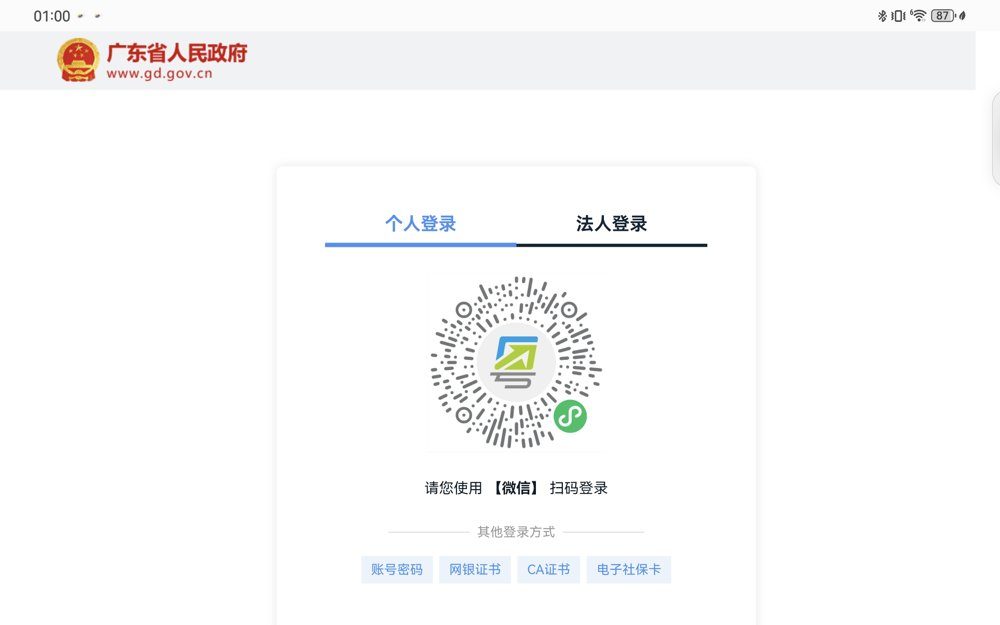 01:00
6
87
广东省人民政府
www.gd.gov.cn
个人登录 法人登录
请您使用 【微信】 扫码登录
其他登录方式
账号密码 网银证书 CA证书 电子社保卡